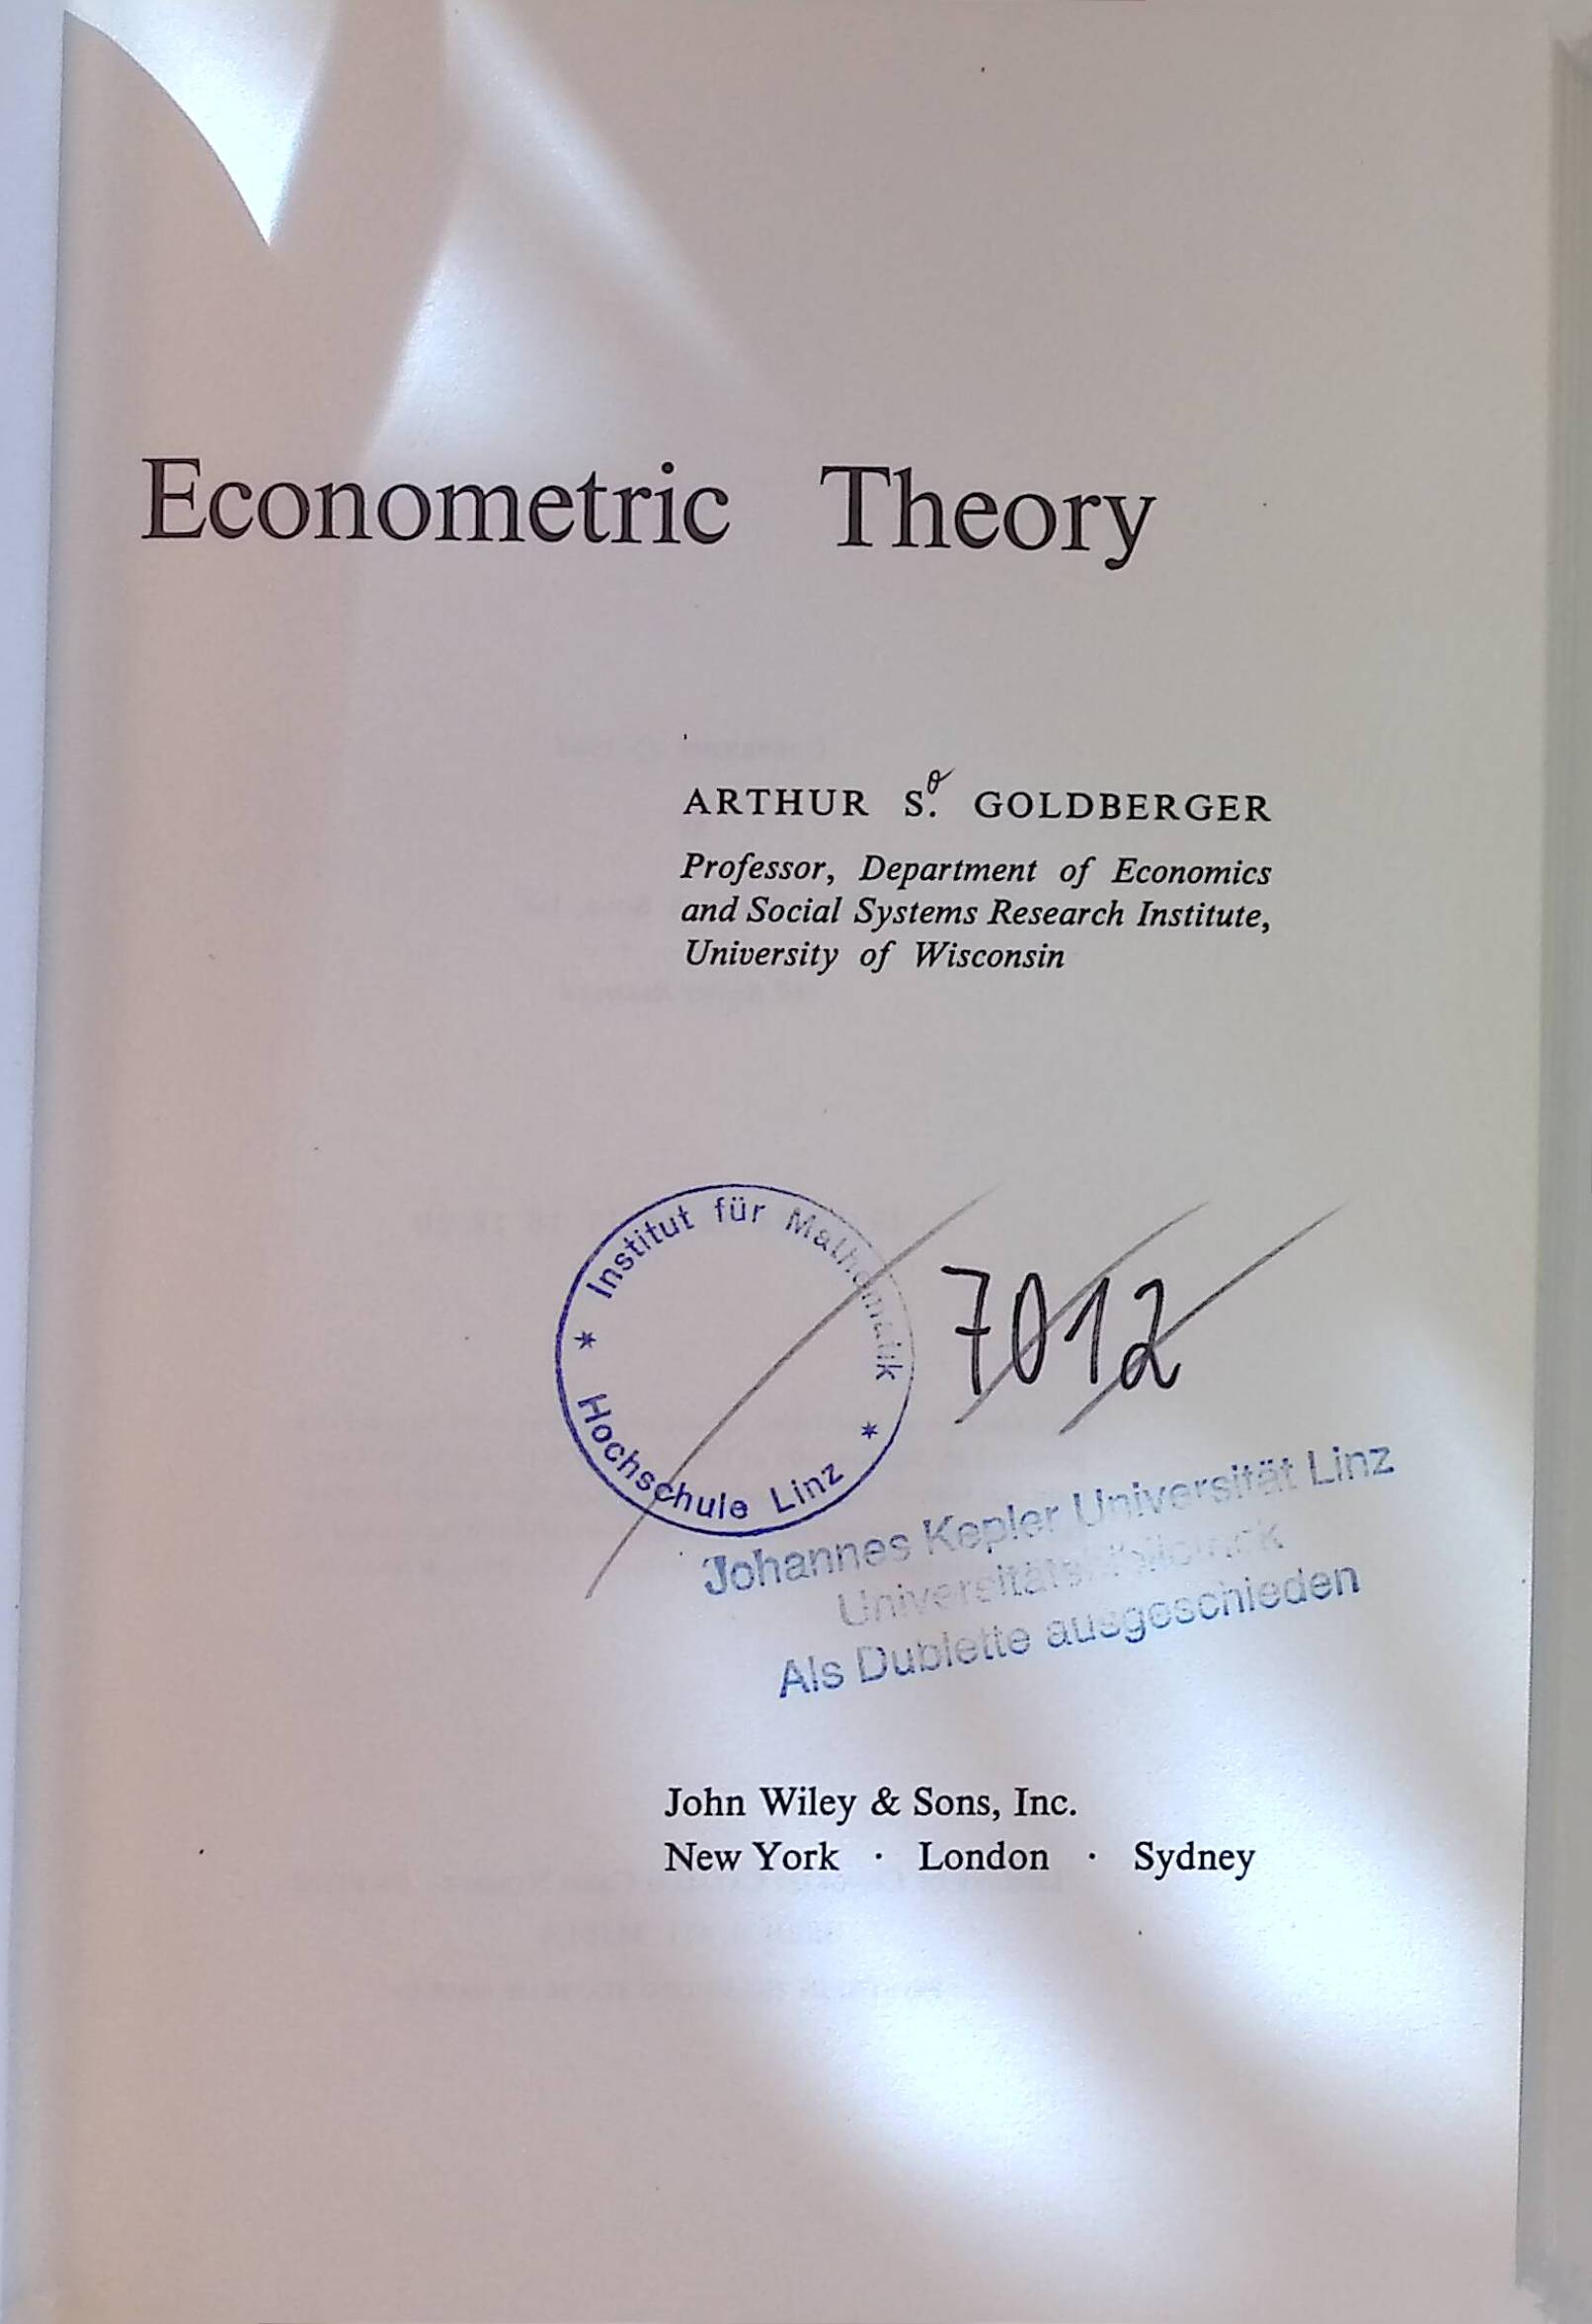 Econometric Theory
ARTHUR S. GOLDBERGER
Professor, Department of Economics
and Social Systems Research Institute,
University of Wisconsin
* Institut für Mathematik *
Hochschule Linz
7012
Johannes Kepler Universität Linz
Universitätsbibliothek
Als Dublette ausgeschieden
John Wiley & Sons, Inc.
New York · London · Sydney